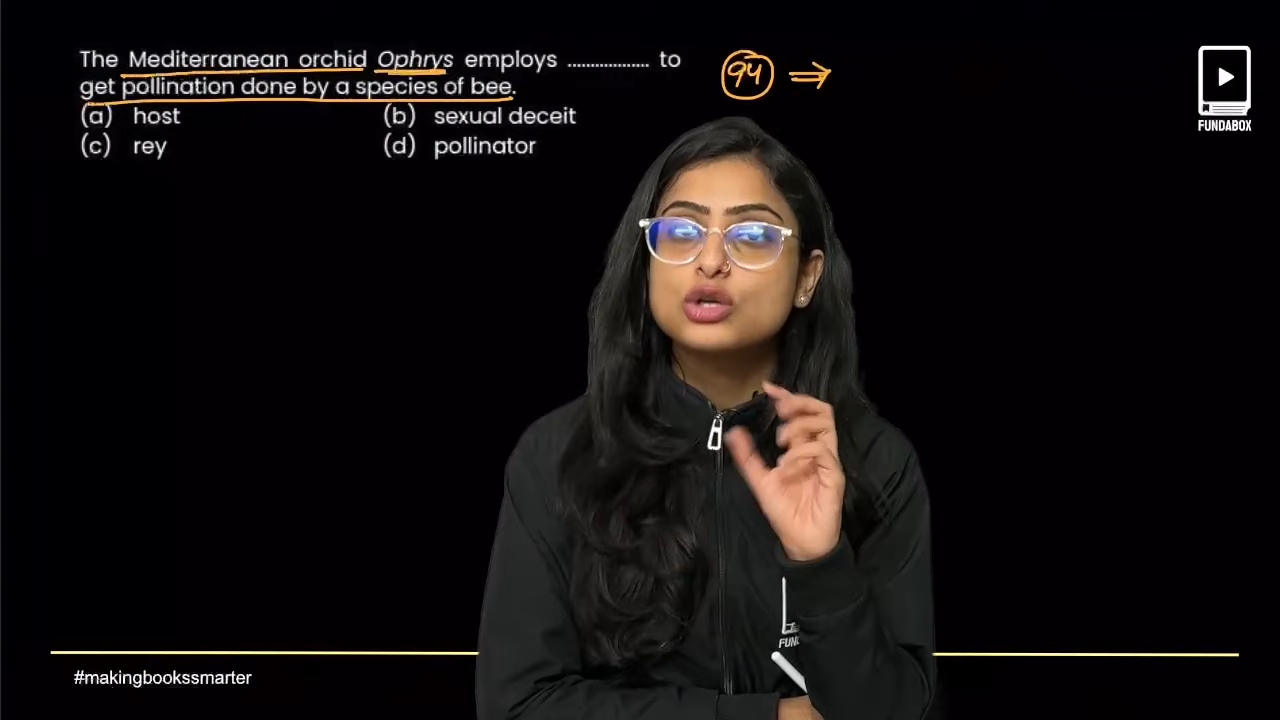 The Mediterranean orchid Ophrys employs .................. to
get pollination done by a species of bee.
(a) host
(b) sexual deceit
(c) rey
(d) pollinator
94 ⇒
FUNDABOX
#makingbookssmarter